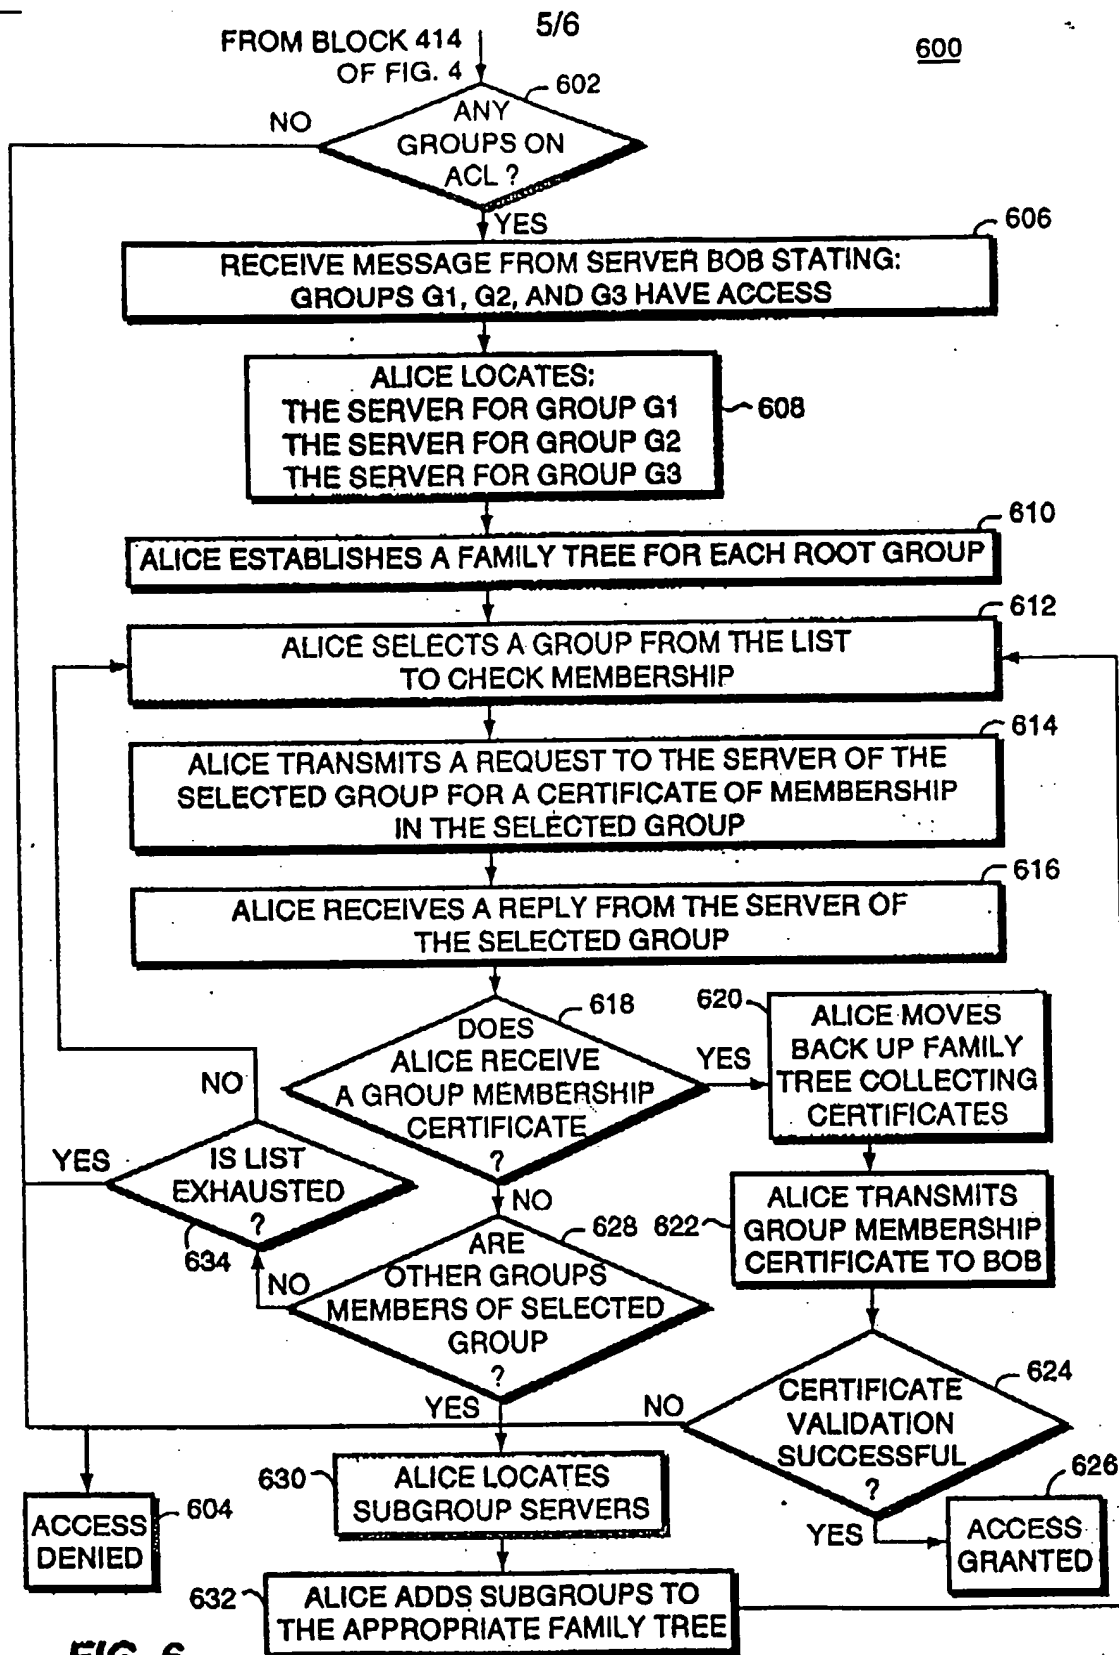 5/6
600
FROM BLOCK 414
OF FIG. 4
602
ANY
GROUPS ON
ACL ?
NO
YES
606
RECEIVE MESSAGE FROM SERVER BOB STATING:
GROUPS G1, G2, AND G3 HAVE ACCESS
ALICE LOCATES:
THE SERVER FOR GROUP G1
THE SERVER FOR GROUP G2
THE SERVER FOR GROUP G3
608
610
ALICE ESTABLISHES A FAMILY TREE FOR EACH ROOT GROUP
612
ALICE SELECTS A GROUP FROM THE LIST
TO CHECK MEMBERSHIP
614
ALICE TRANSMITS A REQUEST TO THE SERVER OF THE
SELECTED GROUP FOR A CERTIFICATE OF MEMBERSHIP
IN THE SELECTED GROUP
616
ALICE RECEIVES A REPLY FROM THE SERVER OF
THE SELECTED GROUP
618
DOES
ALICE RECEIVE
A GROUP MEMBERSHIP
CERTIFICATE
?
YES
NO
620
ALICE MOVES
BACK UP FAMILY
TREE COLLECTING
CERTIFICATES
622
ALICE TRANSMITS
GROUP MEMBERSHIP
CERTIFICATE TO BOB
NO
YES
IS LIST
EXHAUSTED
?
634
628
ARE
OTHER GROUPS
MEMBERS OF SELECTED
GROUP
?
NO
YES
624
CERTIFICATE
VALIDATION
SUCCESSFUL
?
NO
YES
626
ACCESS
GRANTED
630
ALICE LOCATES
SUBGROUP SERVERS
604
ACCESS
DENIED
632
ALICE ADDS SUBGROUPS TO
THE APPROPRIATE FAMILY TREE
FIG. 6